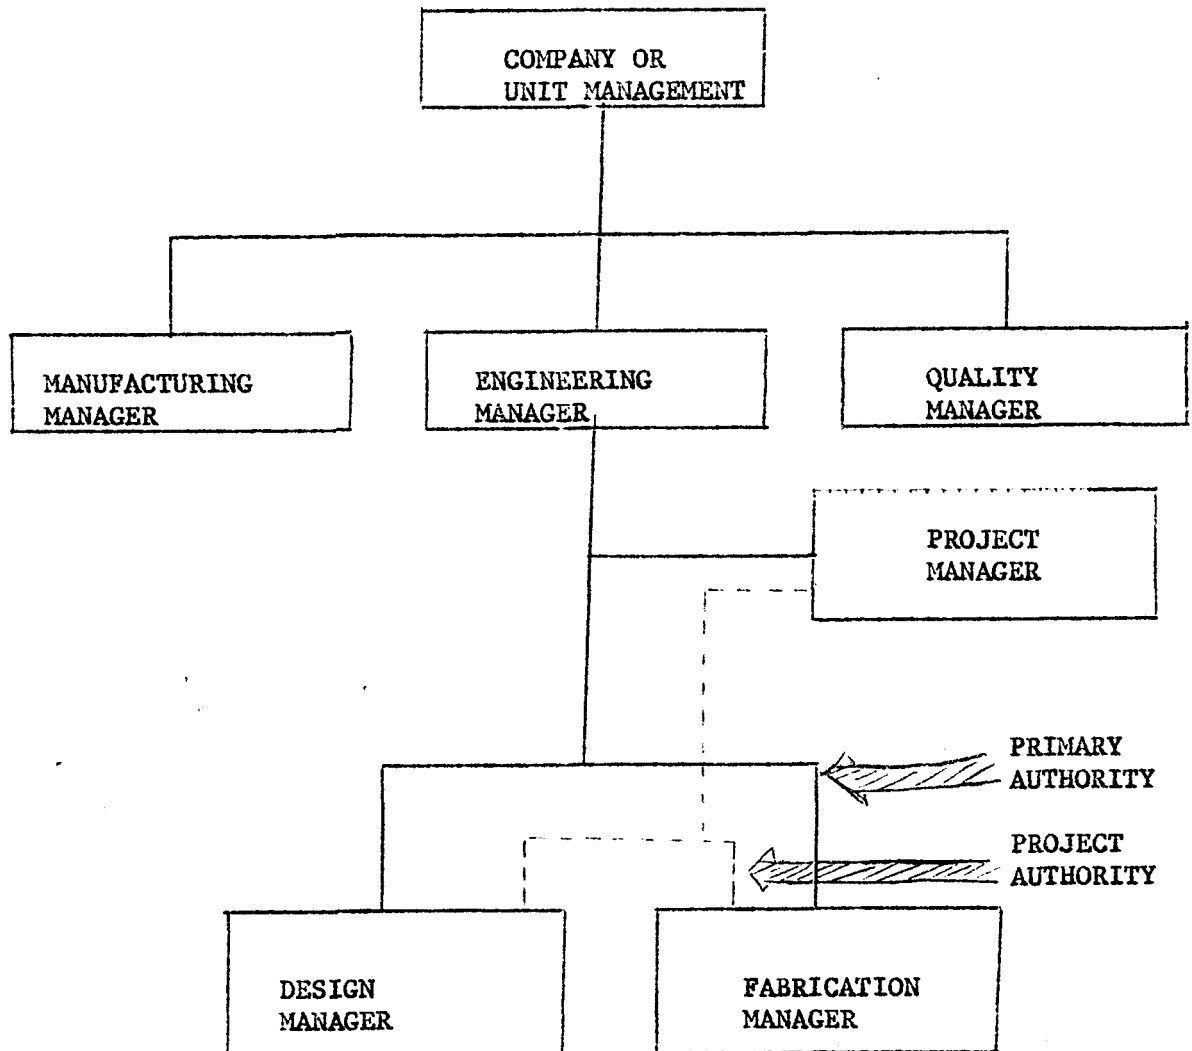 COMPANY OR
UNIT MANAGEMENT
MANUFACTURING
MANAGER
ENGINEERING
MANAGER
QUALITY
MANAGER
PROJECT
MANAGER
PRIMARY
AUTHORITY
PROJECT
AUTHORITY
DESIGN
MANAGER
FABRICATION
MANAGER